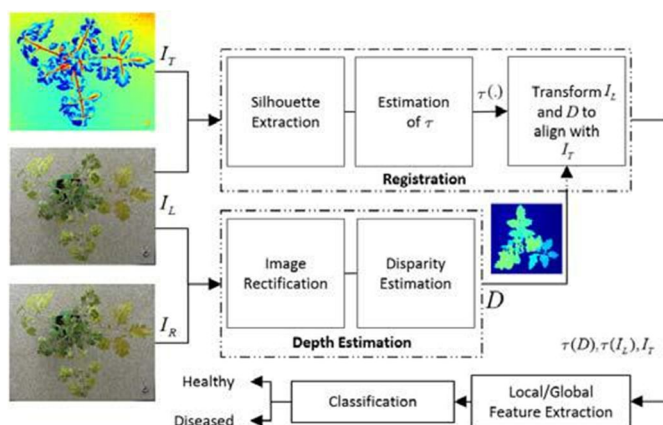 I_T
I_L
I_R
Silhouette
Extraction
Estimation
of τ
τ(.)
Transform I_L
and D to
align with
I_T
Registration
Image
Rectification
Disparity
Estimation
Depth Estimation
D
τ(D), τ(I_L), I_T
Healthy
Diseased
Classification
Local/Global
Feature Extraction